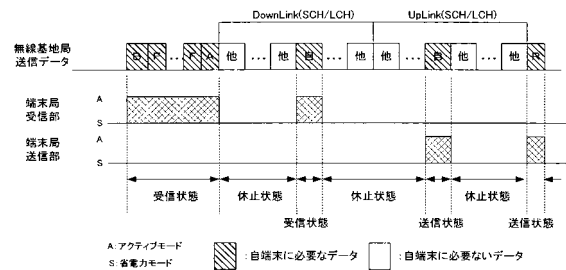 DownLink(SCH/LCH) UpLink(SCH/LCH)
無線基地局
送信データ
B F … F A 他 … 他 自 … 他 他 … 自 他 … 他 R
端末局
受信部
A
S
端末局
送信部
A
S
受信状態 休止状態 休止状態 休止状態
受信状態 送信状態 送信状態
A:アクティブモード
S:省電力モード
:自端末に必要なデータ
:自端末に必要ないデータ